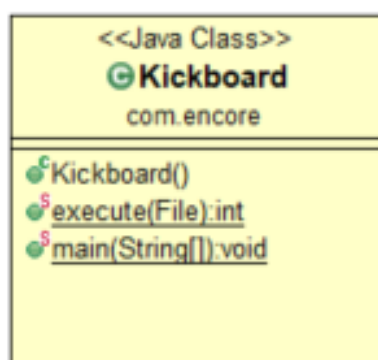 <<Java Class>>
Kickboard
com.encore
Kickboard()
execute(File):int
main(String[]):void